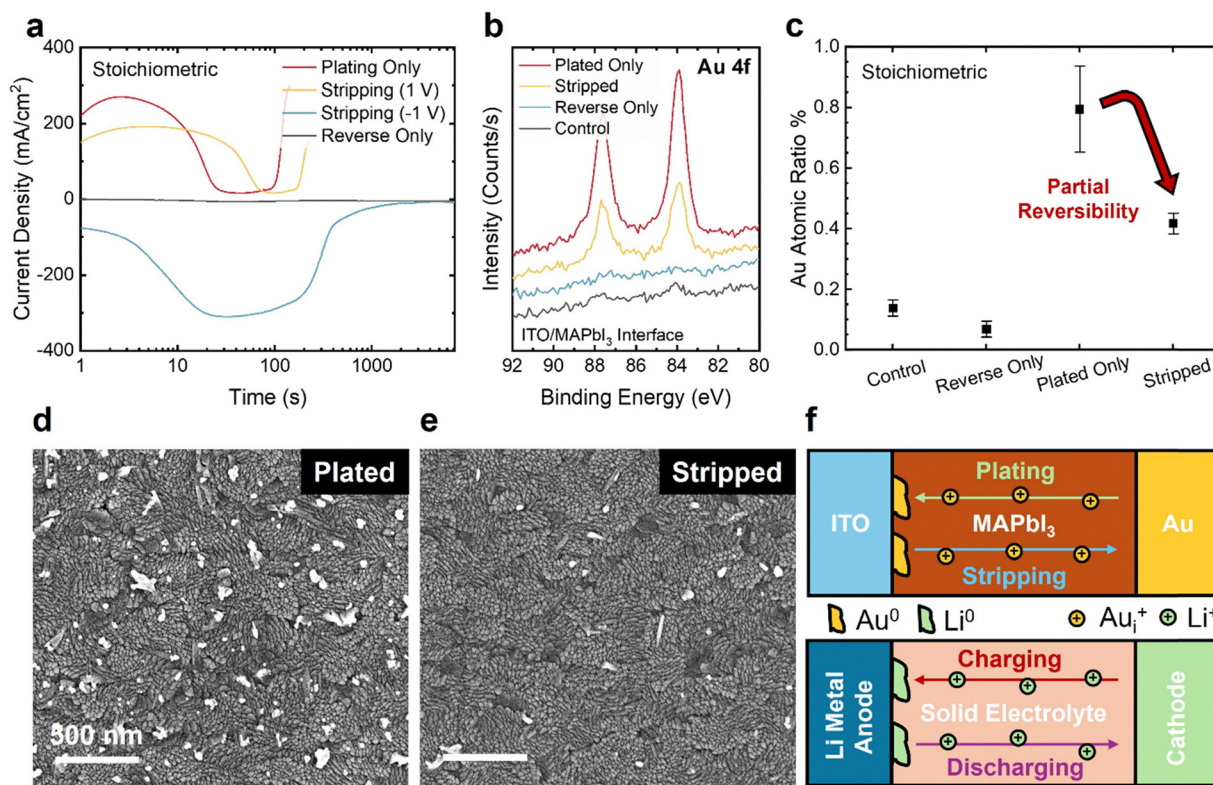 a
400
200
0
-200
-400
Current Density (mA/cm²)
Stoichiometric
Plating Only
Stripping (1 V)
Stripping (-1 V)
Reverse Only
1
10
100
1000
Time (s)
b
Au 4f
Plated Only
Stripped
Reverse Only
Control
Intensity (Counts/s)
ITO/MAPbI₃ Interface
92 90 88 86 84 82 80
Binding Energy (eV)
c
1.0
0.8
0.6
0.4
0.2
0.0
Au Atomic Ratio %
Stoichiometric
Partial
Reversibility
Control
Reverse Only
Plated Only
Stripped
d
Plated
500 nm
e
Stripped
f
Plating
ITO
MAPbI₃
Au
Stripping
Au⁰
Li⁰
Auᵢ⁺
Li⁺
Charging
Li Metal
Anode
Solid Electrolyte
Cathode
Discharging